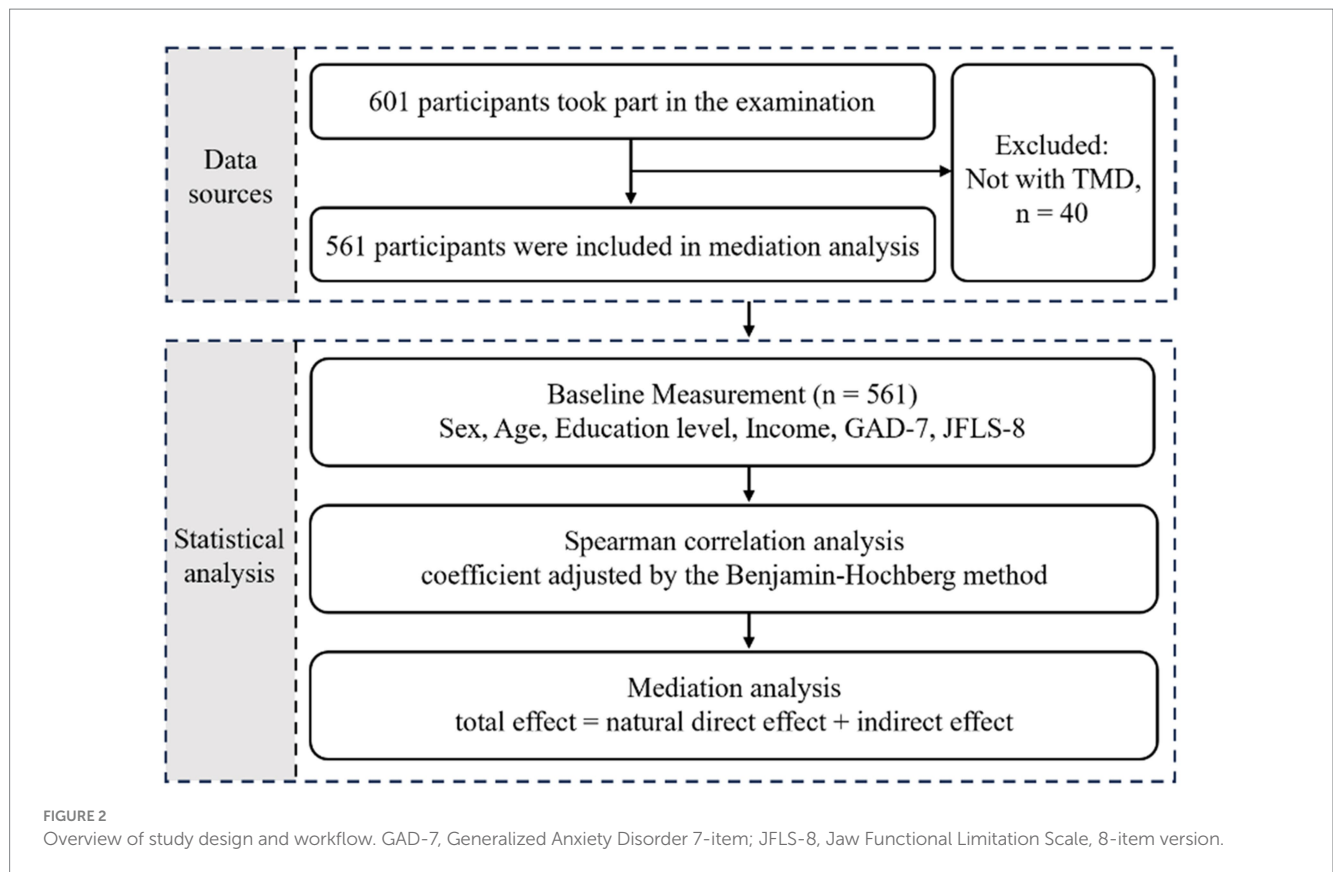 Data
sources
601 participants took part in the examination
Excluded:
Not with TMD,
n = 40
561 participants were included in mediation analysis
Statistical
analysis
Baseline Measurement (n = 561)
Sex, Age, Education level, Income, GAD-7, JFLS-8
Spearman correlation analysis
coefficient adjusted by the Benjamin-Hochberg method
Mediation analysis
total effect = natural direct effect + indirect effect
FIGURE 2
Overview of study design and workflow. GAD-7, Generalized Anxiety Disorder 7-item; JFLS-8, Jaw Functional Limitation Scale, 8-item version.